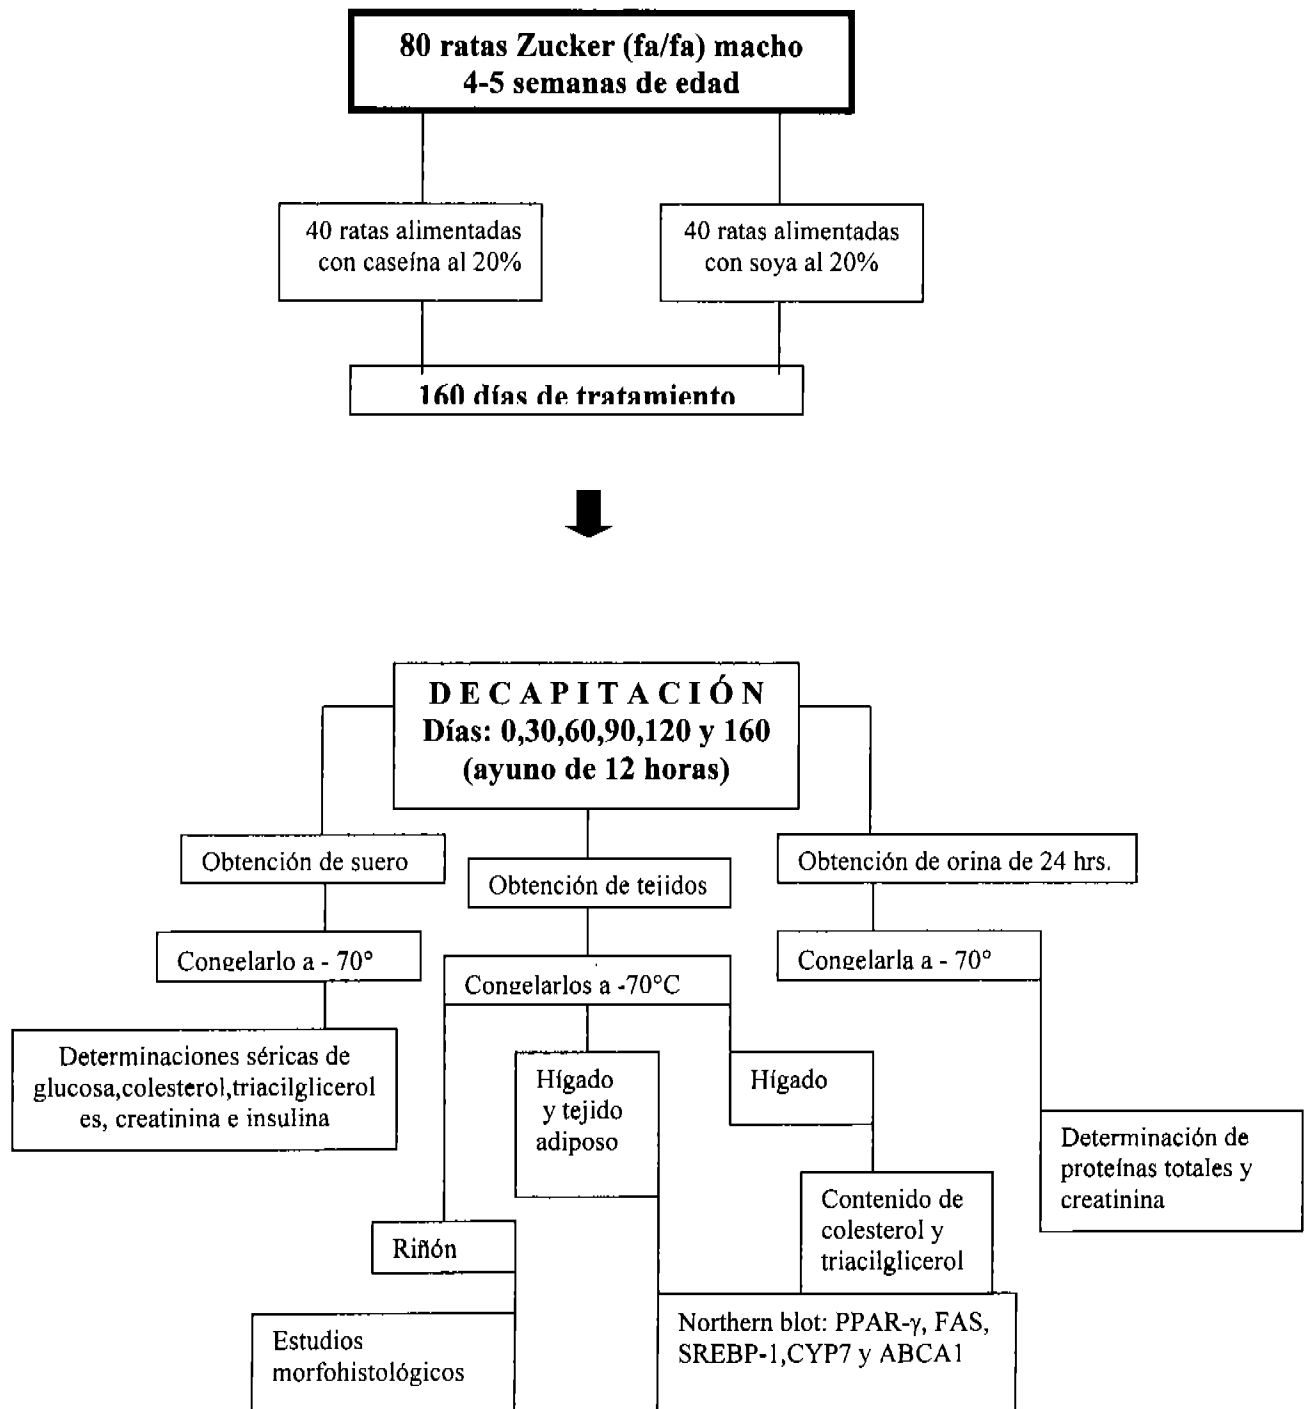 80 ratas Zucker (fa/fa) macho
4-5 semanas de edad
40 ratas alimentadas
con caseína al 20%
40 ratas alimentadas
con soya al 20%
160 días de tratamiento
DECAPITACIÓN
Días: 0,30,60,90,120 y 160
(ayuno de 12 horas)
Obtención de suero
Obtención de tejidos
Obtención de orina de 24 hrs.
Congelarlo a - 70°
Congelarlos a -70°C
Congelarla a - 70°
Determinaciones séricas de
glucosa,colesterol,triacilglicerol
es, creatinina e insulina
Hígado
y tejido
adiposo
Hígado
Determinación de
proteínas totales y
creatinina
Contenido de
colesterol y
triacilglicerol
Riñón
Estudios
morfohistológicos
Northern blot: PPAR-γ, FAS,
SREBP-1,CYP7 y ABCA1